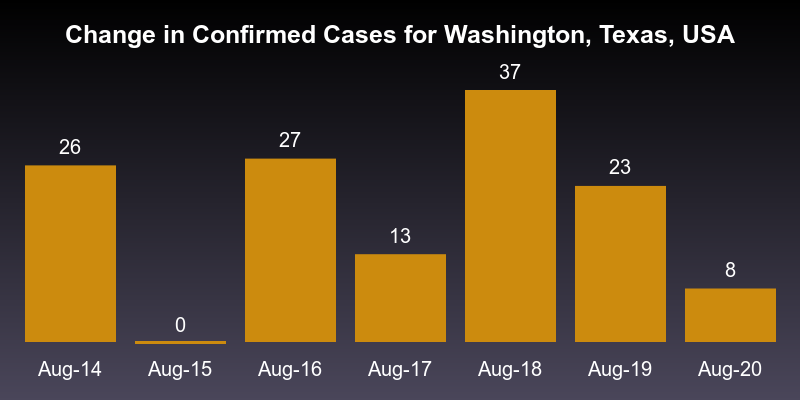 Change in Confirmed Cases for Washington, Texas, USA
26
0
27
13
37
23
8
Aug-14
Aug-15
Aug-16
Aug-17
Aug-18
Aug-19
Aug-20